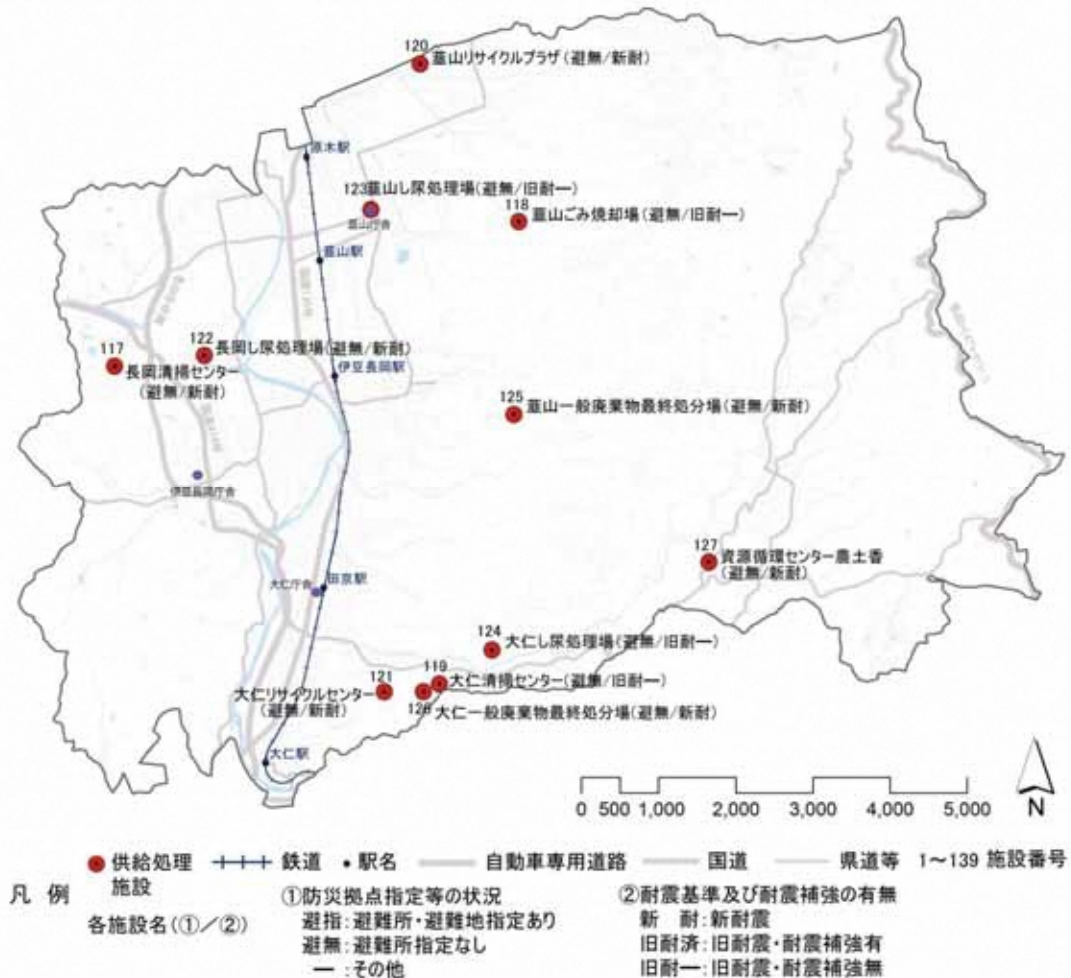 120
韮山リサイクルプラザ(避無/新耐)
原木駅
123韮山し尿処理場(避無/旧耐ー)
韮山庁舎
118
韮山ごみ焼却場(避無/旧耐ー)
韮山駅
122
長岡し尿処理場(避無/新耐)
117
長岡清掃センター
(避無/新耐)
伊豆長岡駅
125
韮山一般廃棄物最終処分場(避無/新耐)
伊豆長岡庁舎
127
資源循環センター農土香
(避無/新耐)
大仁庁舎
田京駅
124
大仁し尿処理場(避無/旧耐ー)
119
大仁清掃センター(避無/旧耐ー)
121
大仁リサイクルセンター
(避無/新耐)
126
大仁一般廃棄物最終処分場(避無/新耐)
大仁駅
0 500 1,000 2,000 3,000 4,000 5,000
N
凡 例
供給処理
施設
鉄道 ・駅名 自動車専用道路 国道 県道等 1～139 施設番号
各施設名(①／②)
①防災拠点指定等の状況
避指:避難所・避難地指定あり
避無:避難所指定なし
ー :その他
②耐震基準及び耐震補強の有無
新 耐:新耐震
旧耐済:旧耐震・耐震補強有
旧耐ー:旧耐震・耐震補強無